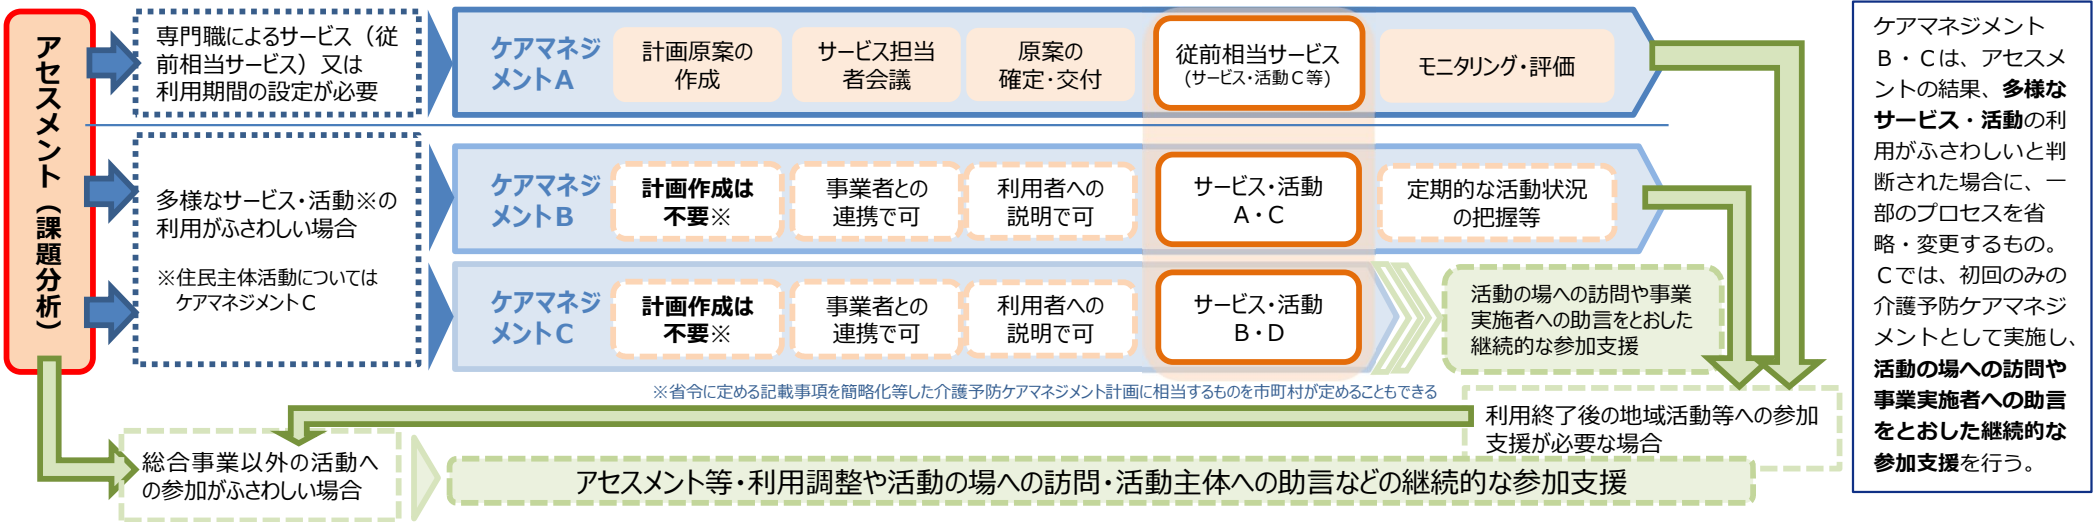 アセスメント（課題分析）
専門職によるサービス（従
前相当サービス）又は
利用期間の設定が必要
ケアマネジ
メントA
計画原案の
作成
サービス担当
者会議
原案の
確定・交付
従前相当サービス
(サービス・活動Ｃ等)
モニタリング・評価
多様なサービス・活動※の
利用がふさわしい場合
※住民主体活動については
ケアマネジメントＣ
ケアマネジ
メントB
計画作成は
不要※
事業者との
連携で可
利用者への
説明で可
サービス・活動
A・C
定期的な活動状況
の把握等
ケアマネジ
メントC
計画作成は
不要※
事業者との
連携で可
利用者への
説明で可
サービス・活動
B・D
活動の場への訪問や事業
実施者への助言をとおした
継続的な参加支援
※省令に定める記載事項を簡略化等した介護予防ケアマネジメント計画に相当するものを市町村が定めることもできる
利用終了後の地域活動等への参加
支援が必要な場合
総合事業以外の活動へ
の参加がふさわしい場合
アセスメント等・利用調整や活動の場への訪問・活動主体への助言などの継続的な参加支援
ケアマネジメント
Ｂ・Ｃは、アセスメ
ントの結果、多様な
サービス・活動の利
用がふさわしいと判
断された場合に、一
部のプロセスを省
略・変更するもの。
Ｃでは、初回のみの
介護予防ケアマネジ
メントとして実施し、
活動の場への訪問や
事業実施者への助言
をとおした継続的な
参加支援を行う。